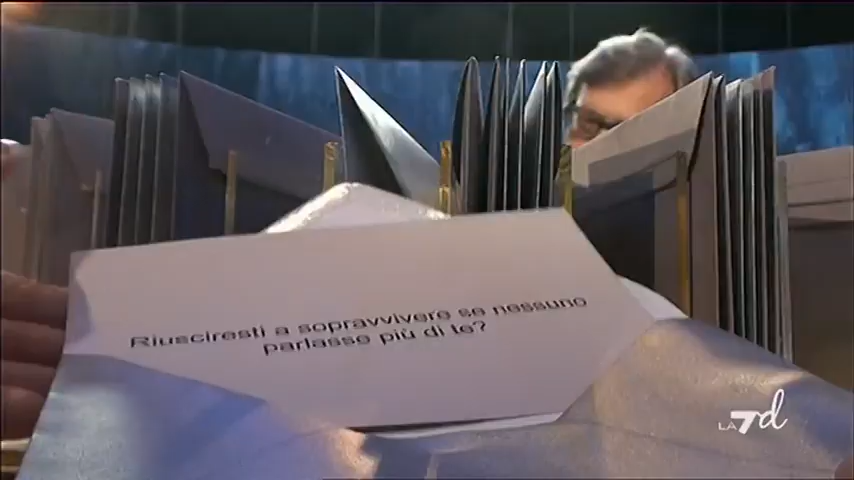 Riusciresti a sopravvivere se nessuno
parlasse più di te?
LA7d